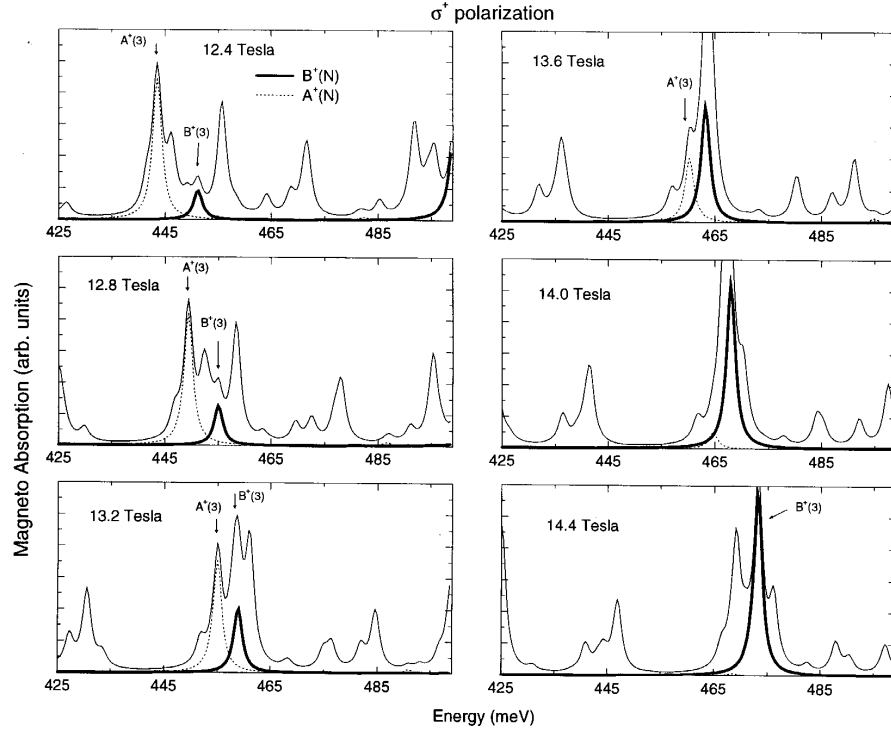 σ⁺ polarization
A⁺(3)
12.4 Tesla
B⁺(N)
A⁺(N)
B⁺(3)
425 445 465 485
13.6 Tesla
A⁺(3)
425 445 465 485
A⁺(3)
12.8 Tesla
B⁺(3)
425 445 465 485
14.0 Tesla
425 445 465 485
B⁺(3)
A⁺(3)
13.2 Tesla
425 445 465 485
B⁺(3)
14.4 Tesla
425 445 465 485
Magneto Absorption (arb. units)
Energy (meV)